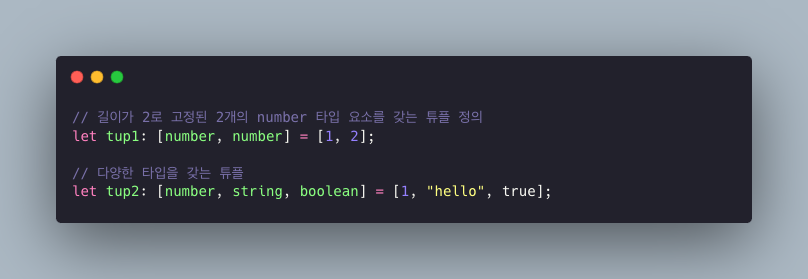 // 길이가 2로 고정된 2개의 number 타입 요소를 갖는 튜플 정의
let tup1: [number, number] = [1, 2];
// 다양한 타입을 갖는 튜플
let tup2: [number, string, boolean] = [1, "hello", true];